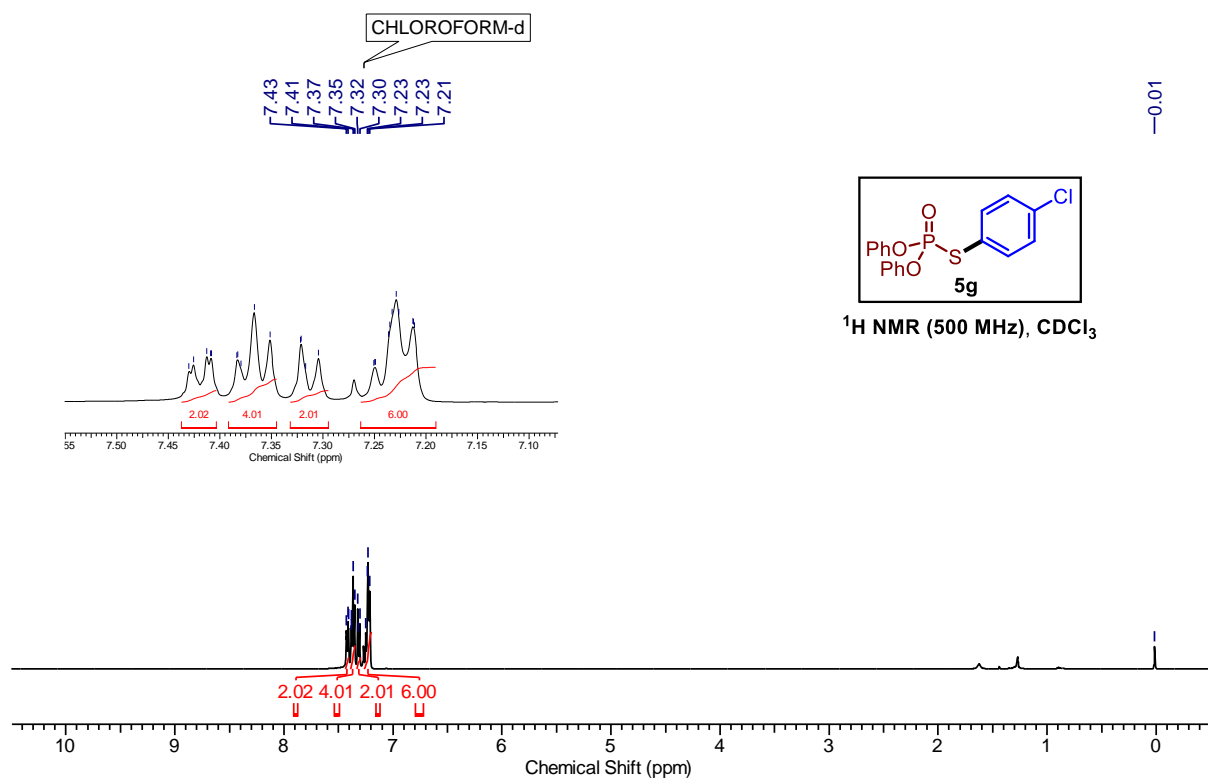 CHLOROFORM-d
7.43
7.41
7.37
7.35
7.32
7.30
7.23
7.23
7.21
0.01
O
Cl
PhO
P
PhO
S
5g
¹H NMR (500 MHz), CDCl₃
2.02
4.01
2.01
6.00
55 7.50 7.45 7.40 7.35 7.30 7.25 7.20 7.15 7.10
Chemical Shift (ppm)
2.02 4.01 2.01 6.00
10 9 8 7 6 5 4 3 2 1 0
Chemical Shift (ppm)